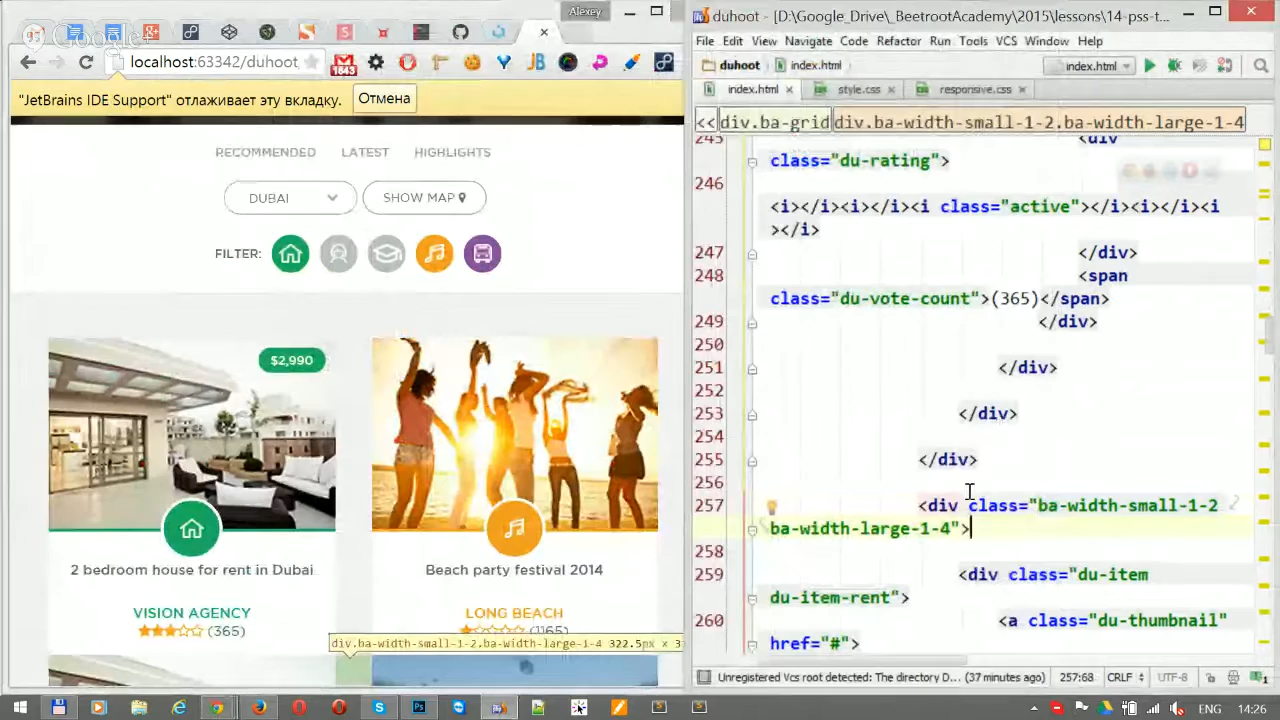 Alexey
duhoot - [D:\Google_Drive\_BeetrootAcademy\2015\lessons\14-pss-t...
Google+
File Edit View Navigate Code Refactor Run Tools VCS Window Help
localhost:63342/duhoot
1643
JB
duhoot index.html
index.html
"JetBrains IDE Support" отлаживает эту вкладку. Отмена
index.html style.css responsive.css
<< div.ba-grid div.ba-width-small-1-2.ba-width-large-1-4
RECOMMENDED LATEST HIGHLIGHTS
DUBAI SHOW MAP
FILTER:
$2,990
2 bedroom house for rent in Dubai
Beach party festival 2014
VISION AGENCY
LONG BEACH
(365)
(1165)
div.ba-width-small-1-2.ba-width-large-1-4 322.5px x 3
245 <div
class="du-rating">
246
<i></i><i></i><i class="active"></i><i></i><i
></i>
247 </div>
248 <span
class="du-vote-count">(365)</span>
249 </div>
250
251 </div>
252
253 </div>
254
255 </div>
256
257 <div class="ba-width-small-1-2
ba-width-large-1-4">
258
259 <div class="du-item
du-item-rent">
260 <a class="du-thumbnail"
href="#">
Unregistered Vcs root detected: The directory D... (37 minutes ago) 257:68 CRLF UTF-8
ENG 14:26